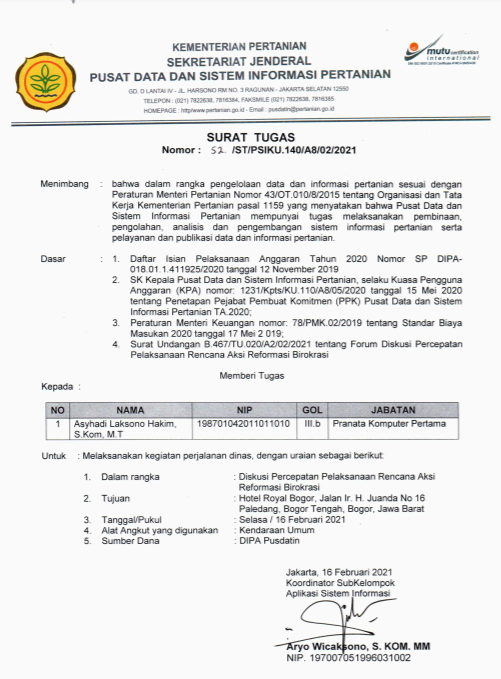 KEMENTERIAN PERTANIAN
SEKRETARIAT JENDERAL
PUSAT DATA DAN SISTEM INFORMASI PERTANIAN
GD. D LANTAI IV - JL. HARSONO RM NO. 3 RAGUNAN - JAKARTA SELATAN 12550
TELEPON : (021) 7822638, 7816384, FAKSMILE (021) 7822638, 7816385
HOMEPAGE : http/www.pertanian.go.id Email : pusdatin@pertanian.go.id
mutu certification
international
SURAT TUGAS
Nomor : 52 /ST/PSIKU.140/A8/02/2021
Menimbang : bahwa dalam rangka pengelolaan data dan informasi pertanian sesuai dengan
Peraturan Menteri Pertanian Nomor 43/OT.010/8/2015 tentang Organisasi dan Tata
Kerja Kementerian Pertanian pasal 1159 yang menyatakan bahwa Pusat Data dan
Sistem Informasi Pertanian mempunyai tugas melaksanakan pembinaan,
pengolahan, analisis dan pengembangan sistem informasi pertanian serta
pelayanan dan publikasi data dan informasi pertanian.
Dasar : 1. Daftar Isian Pelaksanaan Anggaran Tahun 2020 Nomor SP DIPA-
018.01.1.411925/2020 tanggal 12 November 2019
2. SK Kepala Pusat Data dan Sistem Informasi Pertanian, selaku Kuasa Pengguna
Anggaran (KPA) nomor: 1231/Kpts/KU.110/A8/05/2020 tanggal 15 Mei 2020
tentang Penetapan Pejabat Pembuat Komitmen (PPK) Pusat Data dan Sistem
Informasi Pertanian TA.2020;
3. Peraturan Menteri Keuangan nomor: 78/PMK.02/2019 tentang Standar Biaya
Masukan 2020 tanggal 17 Mei 2 019;
4. Surat Undangan B.467/TU.020/A2/02/2021 tentang Forum Diskusi Percepatan
Pelaksanaan Rencana Aksi Reformasi Birokrasi
Memberi Tugas
Kepada :
NO NAMA NIP GOL JABATAN
1 Asyhadi Laksono Hakim, 198701042011011010 III.b Pranata Komputer Pertama
S.Kom, M.T
Untuk : Melaksanakan kegiatan perjalanan dinas, dengan uraian sebagai berikut:
1. Dalam rangka : Diskusi Percepatan Pelaksanaan Rencana Aksi
Reformasi Birokrasi
2. Tujuan : Hotel Royal Bogor, Jalan Ir. H. Juanda No 16
Paledang, Bogor Tengah, Bogor, Jawa Barat
3. Tanggal/Pukul : Selasa / 16 Februari 2021
4. Alat Angkut yang digunakan : Kendaraan Umum
5. Sumber Dana : DIPA Pusdatin
Jakarta, 16 Februari 2021
Koordinator SubKelompok
Aplikasi Sistem Informasi
Aryo Wicaksono, S. KOM. MM
NIP. 197007051996031002